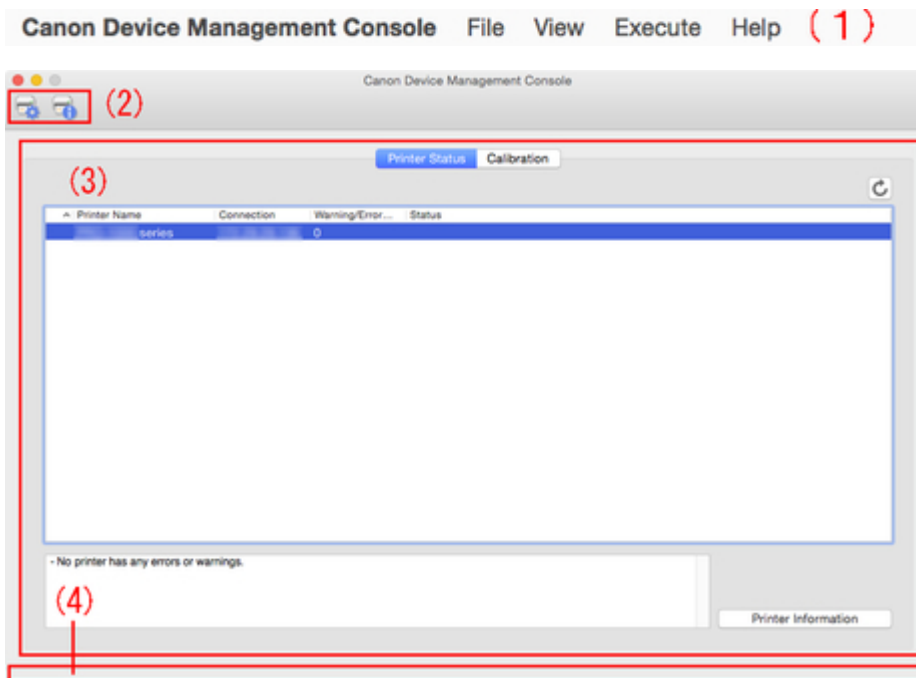 Canon Device Management Console File View Execute Help (1)
Canon Device Management Console
(2)
Printer Status Calibration
(3)
Printer Name Connection Warning/Error... Status
series 0
- No printer has any errors or warnings.
(4)
Printer Information